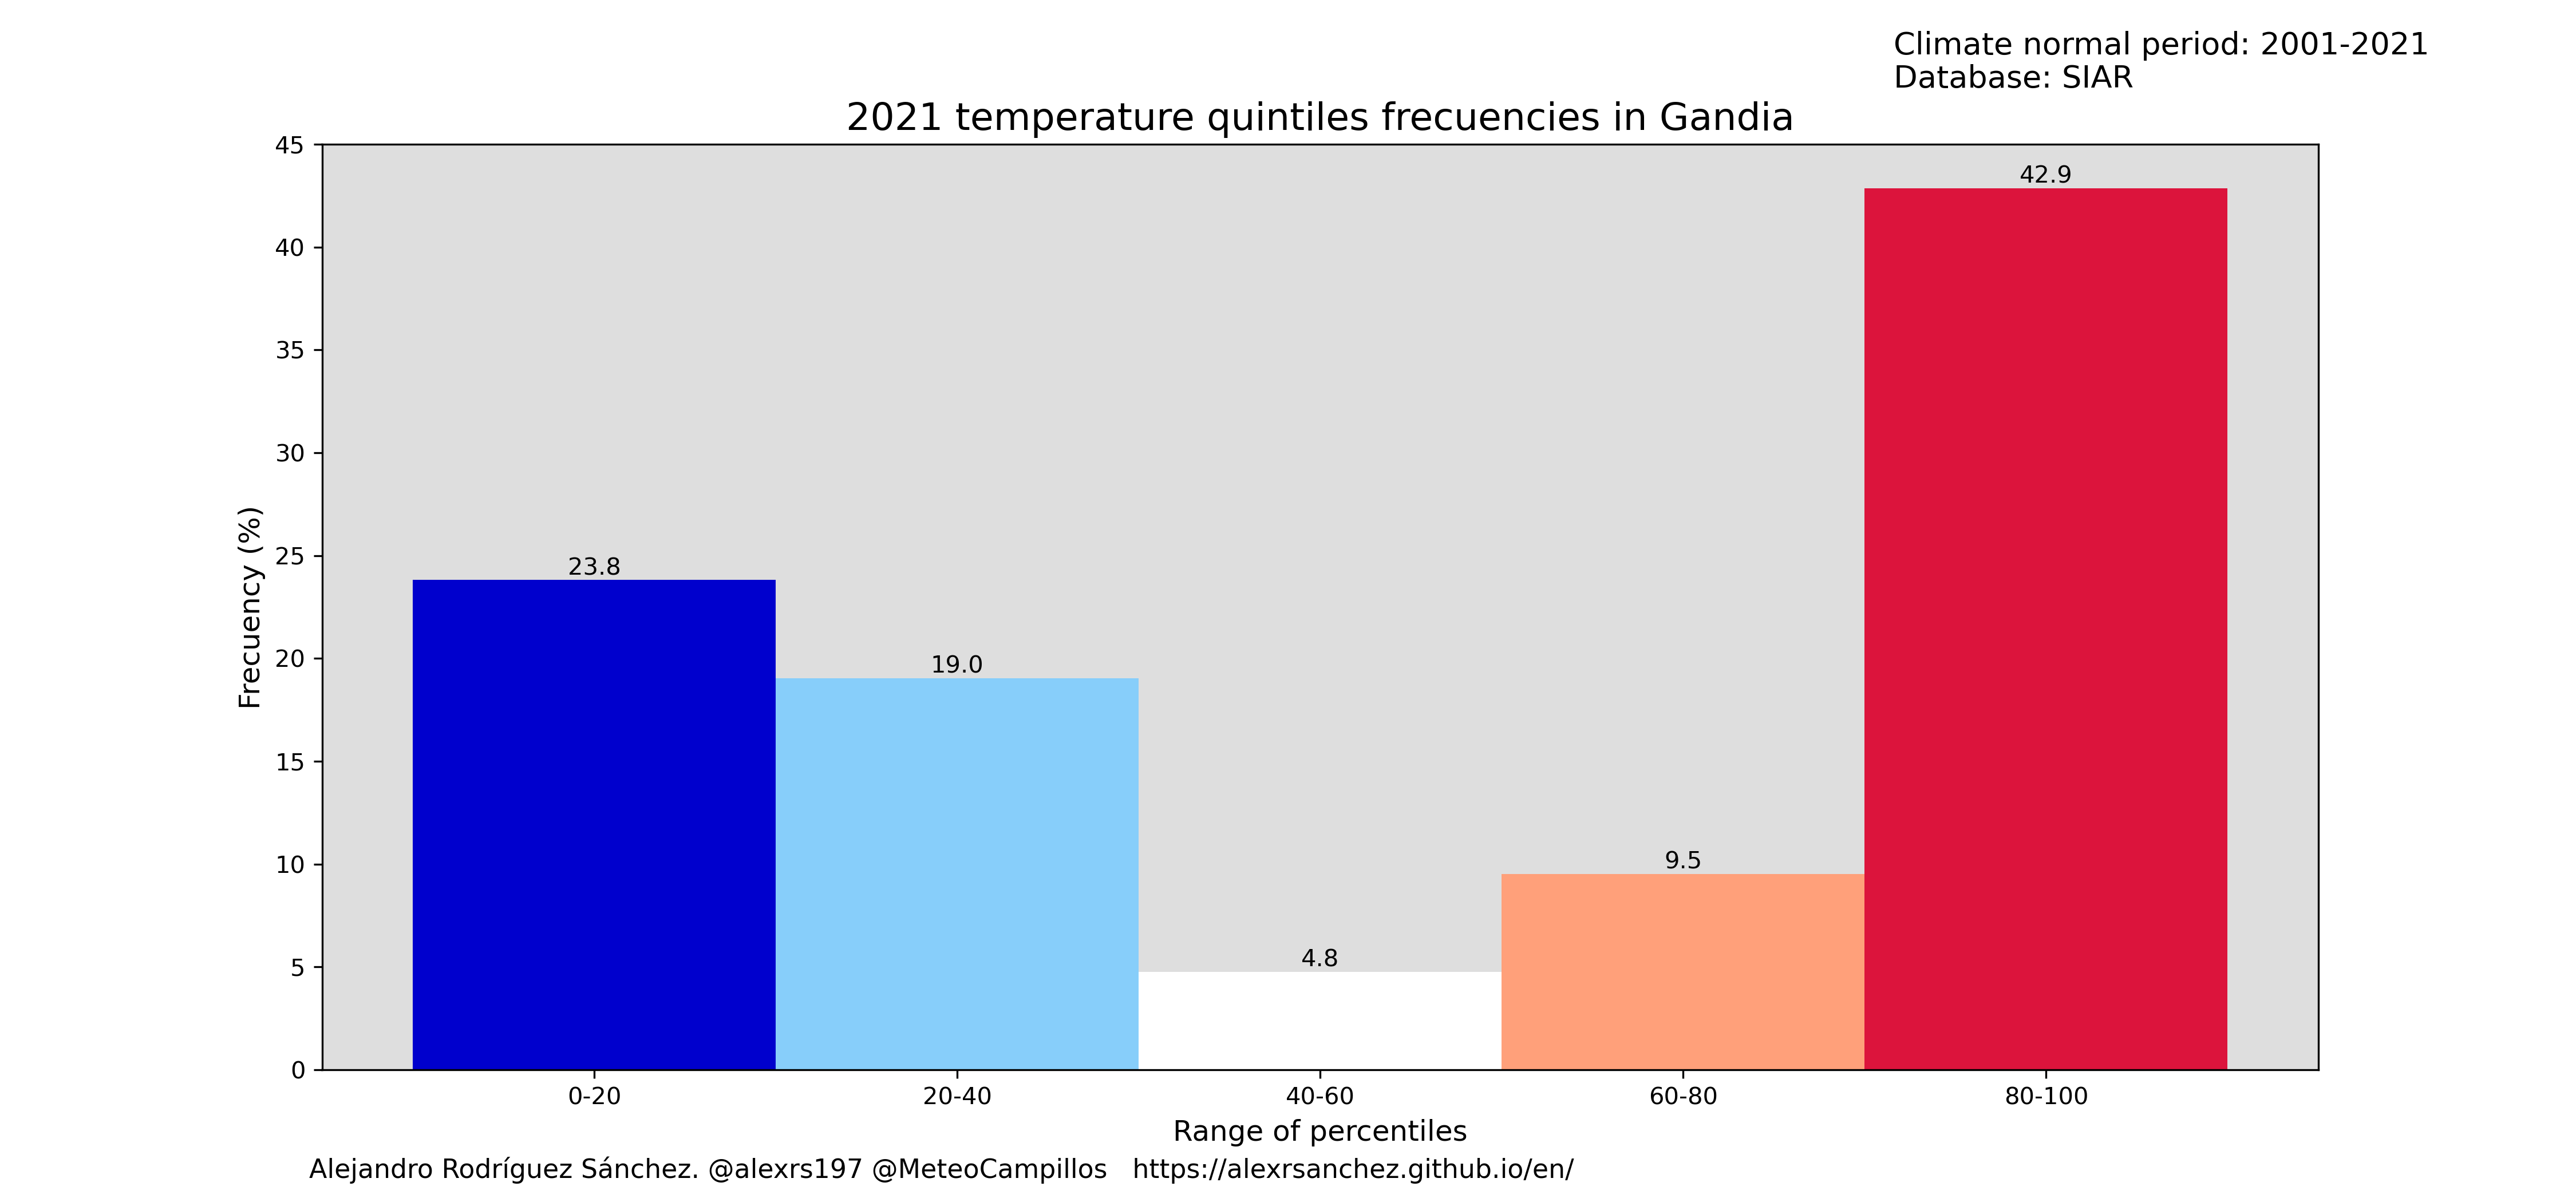 Climate normal period: 2001-2021
Database: SIAR
2021 temperature quintiles frecuencies in Gandia
45
40
35
30
25
20
15
10
5
0
Frecuency (%)
42.9
23.8
19.0
9.5
4.8
0-20 20-40 40-60 60-80 80-100
Range of percentiles
Alejandro Rodríguez Sánchez. @alexrs197 @MeteoCampillos https://alexrsanchez.github.io/en/